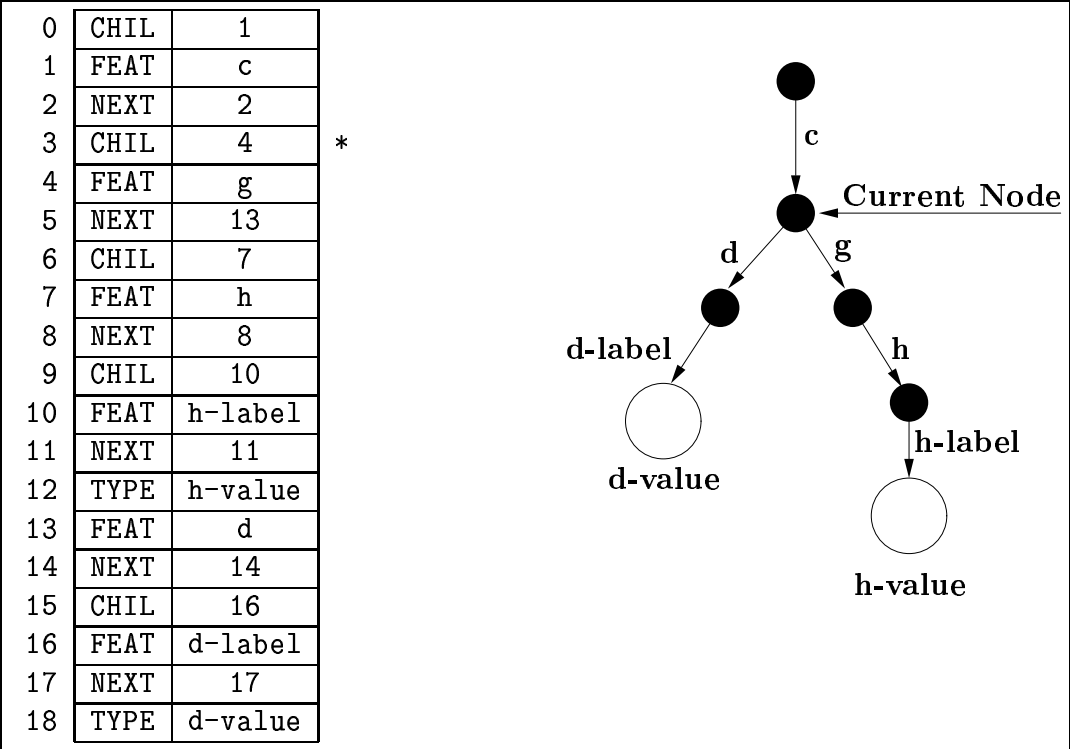 0 CHIL 1
1 FEAT c
2 NEXT 2
3 CHIL 4 *
4 FEAT g
5 NEXT 13
6 CHIL 7
7 FEAT h
8 NEXT 8
9 CHIL 10
10 FEAT h-label
11 NEXT 11
12 TYPE h-value
13 FEAT d
14 NEXT 14
15 CHIL 16
16 FEAT d-label
17 NEXT 17
18 TYPE d-value
c
Current Node
d g
d-label h
h-label
d-value
h-value